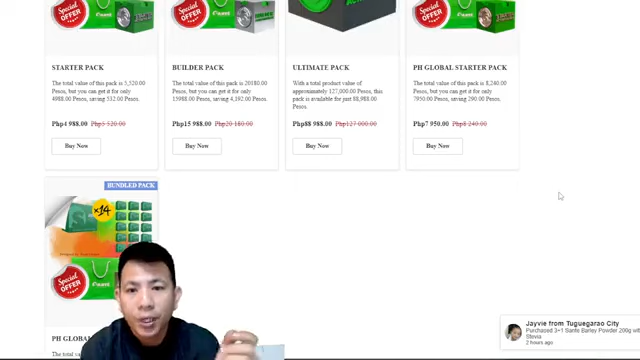 STARTER PACK
The total value of this pack is 5,520.00
Pesos, but you can get it for only
4988.00 Pesos, saving 532.00 Pesos.
Php4 988.00 Php5 520.00
Buy Now
BUILDER PACK
The total value of this pack is 20180.00
Pesos, but you can get it for only
15988.00 Pesos, saving 4,192.00 Pesos.
Php15 988.00 Php20 180.00
Buy Now
ULTIMATE PACK
With a total product value of
approximately 127,000.00 Pesos, this
pack is available for just 88,988.00
Pesos.
Php88 988.00 Php127 000.00
Buy Now
PH GLOBAL STARTER PACK
The total value of this pack is 8,240.00
Pesos, but you can get it for only
7950.00 Pesos, saving 290.00 Pesos.
Php7 950.00 Php8 240.00
Buy Now
Special
OFFER
Special
OFFER
BUNDLED PACK
x14
Special
OFFER
PH GLOBA
The total va
Jayvie from Tuguegarao City
Purchased 3+1 Sante Barley Powder 200g with
Stevia
2 hours ago